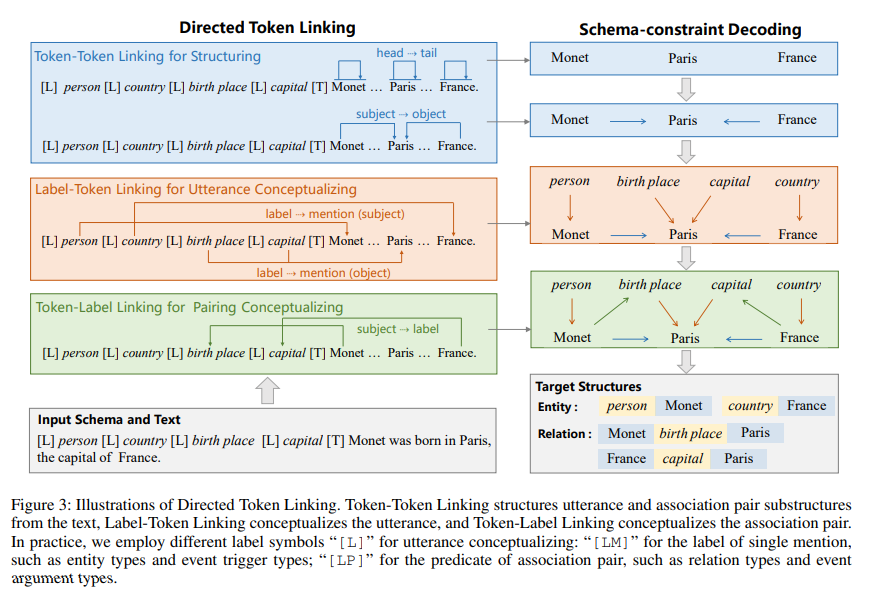 Directed Token Linking
Token-Token Linking for Structuring
head ⇢ tail
[L] person [L] country [L] birth place [L] capital [T] Monet … Paris … France.
subject → object
[L] person [L] country [L] birth place [L] capital [T] Monet … Paris … France.
Label-Token Linking for Utterance Conceptualizing
label ⇢ mention (subject)
[L] person [L] country [L] birth place [L] capital [T] Monet … Paris … France.
label ⇢ mention (object)
Token-Label Linking for Pairing Conceptualizing
subject ⇢ label
[L] person [L] country [L] birth place [L] capital [T] Monet … Paris … France.
Input Schema and Text
[L] person [L] country [L] birth place [L] capital [T] Monet was born in Paris,
the capital of France.
Schema-constraint Decoding
Monet Paris France
Monet Paris France
person birth place capital country
Monet Paris France
person birth place capital country
Monet Paris France
Target Structures
Entity : person Monet country France
Relation : Monet birth place Paris
France capital Paris
Figure 3: Illustrations of Directed Token Linking. Token-Token Linking structures utterance and association pair substructures
from the text, Label-Token Linking conceptualizes the utterance, and Token-Label Linking conceptualizes the association pair.
In practice, we employ different label symbols “[L]” for utterance conceptualizing: “[LM]” for the label of single mention,
such as entity types and event trigger types; “[LP]” for the predicate of association pair, such as relation types and event
argument types.